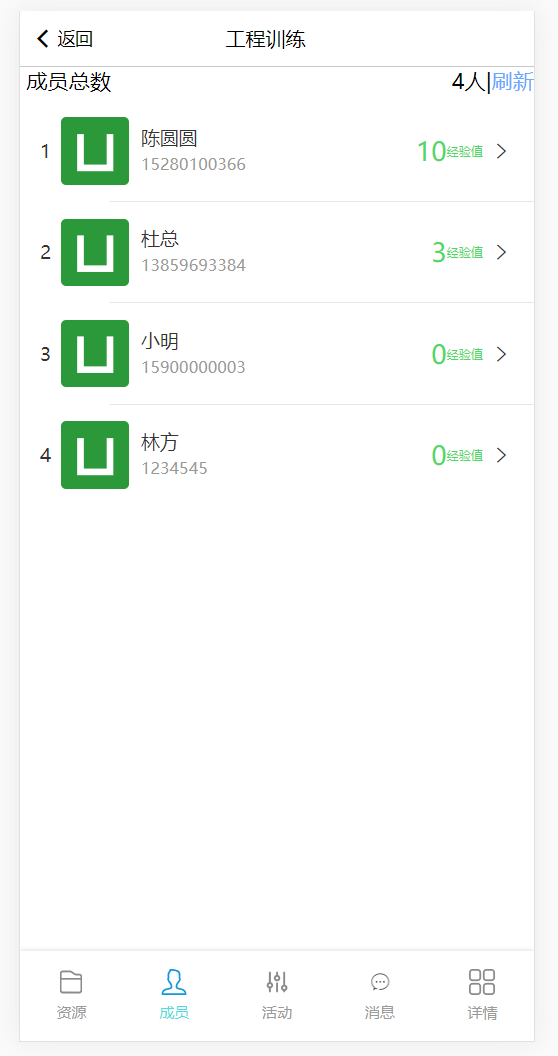 返回 工程训练
成员总数 4人|刷新
1 陈圆圆 10经验值
15280100366
2 杜总 3经验值
13859693384
3 小明 0经验值
15900000003
4 林方 0经验值
1234545
资源 成员 活动 消息 详情